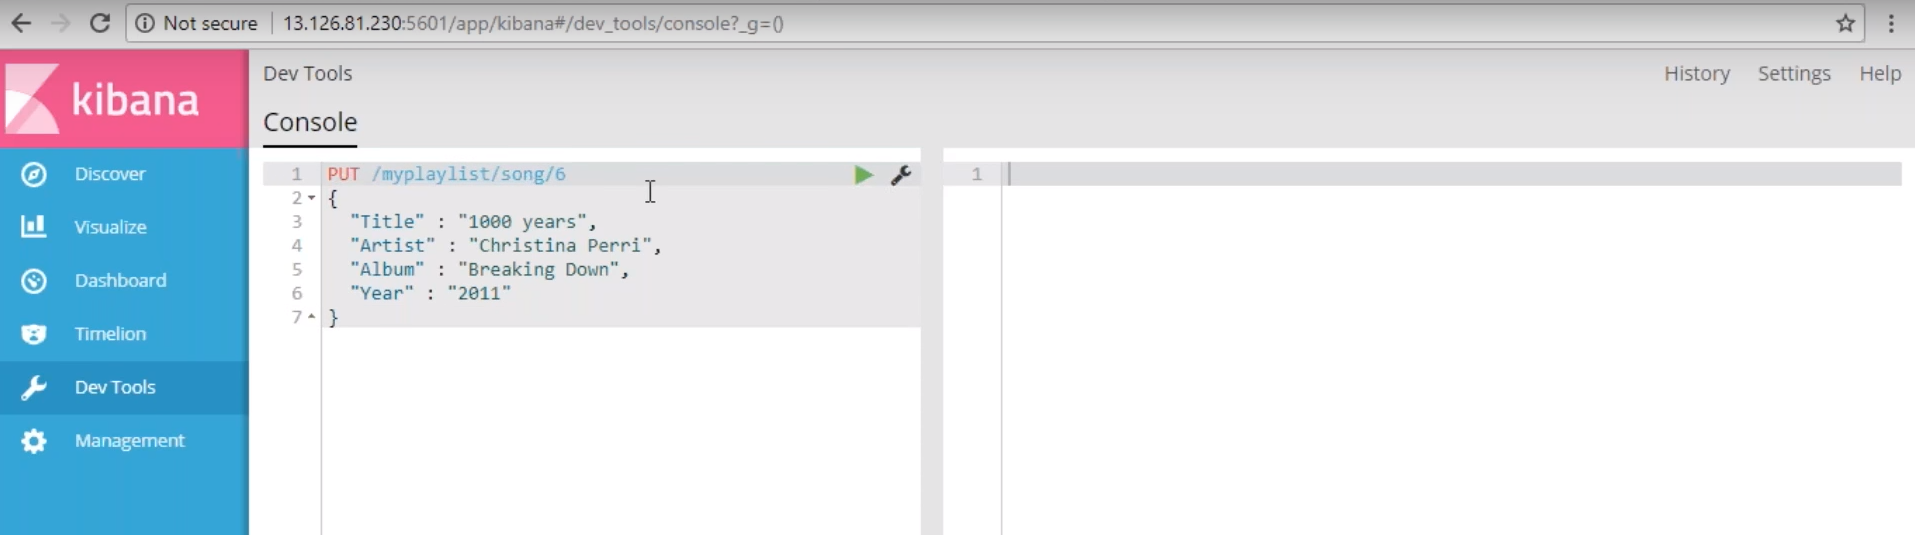 Not secure 13.126.81.230:5601/app/kibana#/dev_tools/console?_g=()
kibana
Discover
Visualize
Dashboard
Timelion
Dev Tools
Management
Dev Tools
History Settings Help
Console
1 PUT /myplaylist/song/6
2 {
3 "Title" : "1000 years",
4 "Artist" : "Christina Perri",
5 "Album" : "Breaking Down",
6 "Year" : "2011"
7 }
1